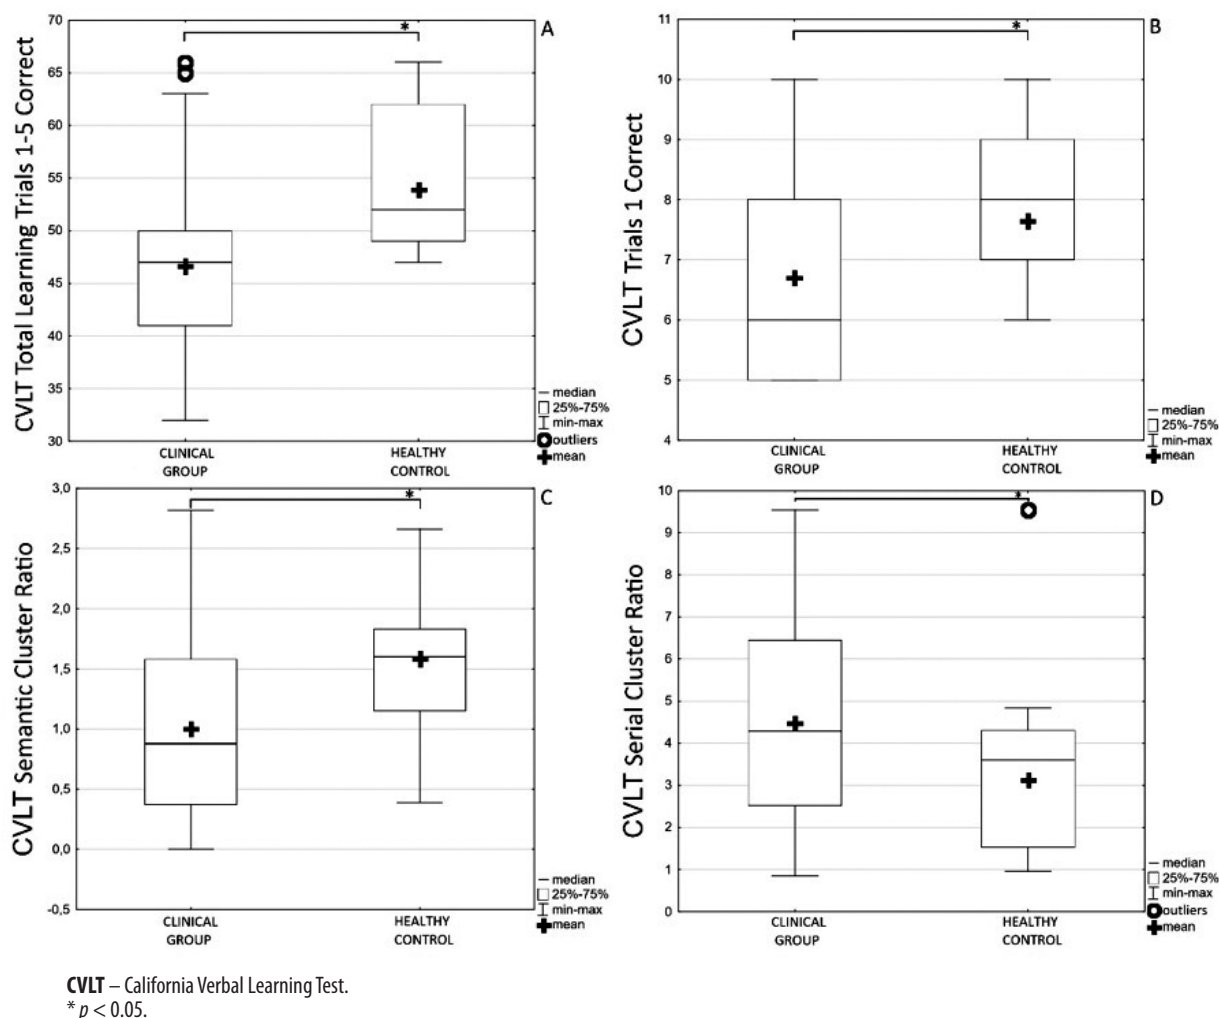 A
CVLT Total Learning Trials 1-5 Correct
70
65
60
55
50
45
40
35
30
*
CLINICAL
GROUP
HEALTHY
CONTROL
median
25%-75%
min-max
outliers
mean
B
CVLT Trials 1 Correct
11
10
9
8
7
6
5
4
*
CLINICAL
GROUP
HEALTHY
CONTROL
median
25%-75%
min-max
mean
C
CVLT Semantic Cluster Ratio
3,0
2,5
2,0
1,5
1,0
0,5
0,0
-0,5
*
CLINICAL
GROUP
HEALTHY
CONTROL
median
25%-75%
min-max
mean
D
CVLT Serial Cluster Ratio
10
9
8
7
6
5
4
3
2
1
0
*
CLINICAL
GROUP
HEALTHY
CONTROL
median
25%-75%
min-max
outliers
mean
CVLT – California Verbal Learning Test.
* p < 0.05.